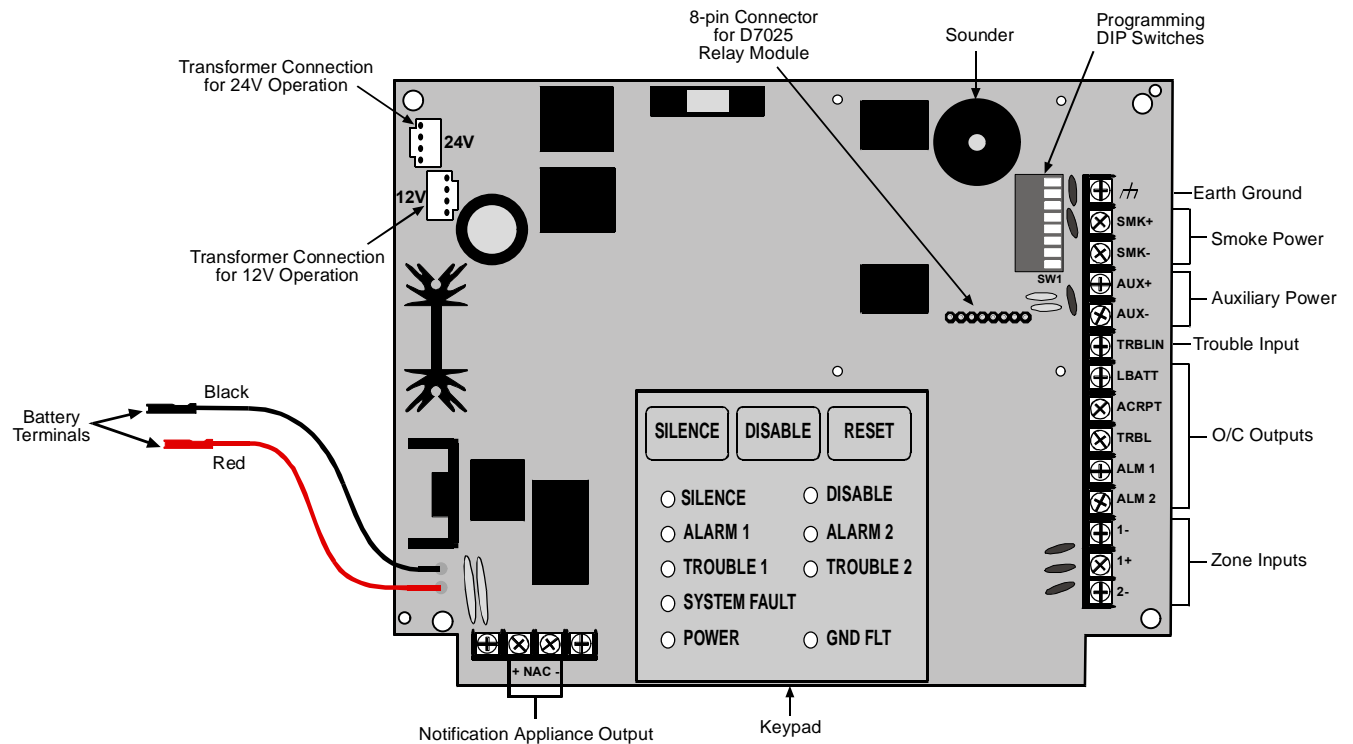 8-pin Connector
for D7025
Relay Module
Sounder
Programming
DIP Switches
Transformer Connection
for 24V Operation
24V
12V
Transformer Connection
for 12V Operation
SW1
Earth Ground
SMK+
SMK-
Smoke Power
AUX+
AUX-
Auxiliary Power
TRBLIN
Trouble Input
LBATT
ACRPT
TRBL
ALM 1
ALM 2
O/C Outputs
1-
1+
2-
Zone Inputs
Black
Battery
Terminals
Red
SILENCE DISABLE RESET
SILENCE DISABLE
ALARM 1 ALARM 2
TROUBLE 1 TROUBLE 2
SYSTEM FAULT
POWER GND FLT
+ NAC -
Notification Appliance Output
Keypad